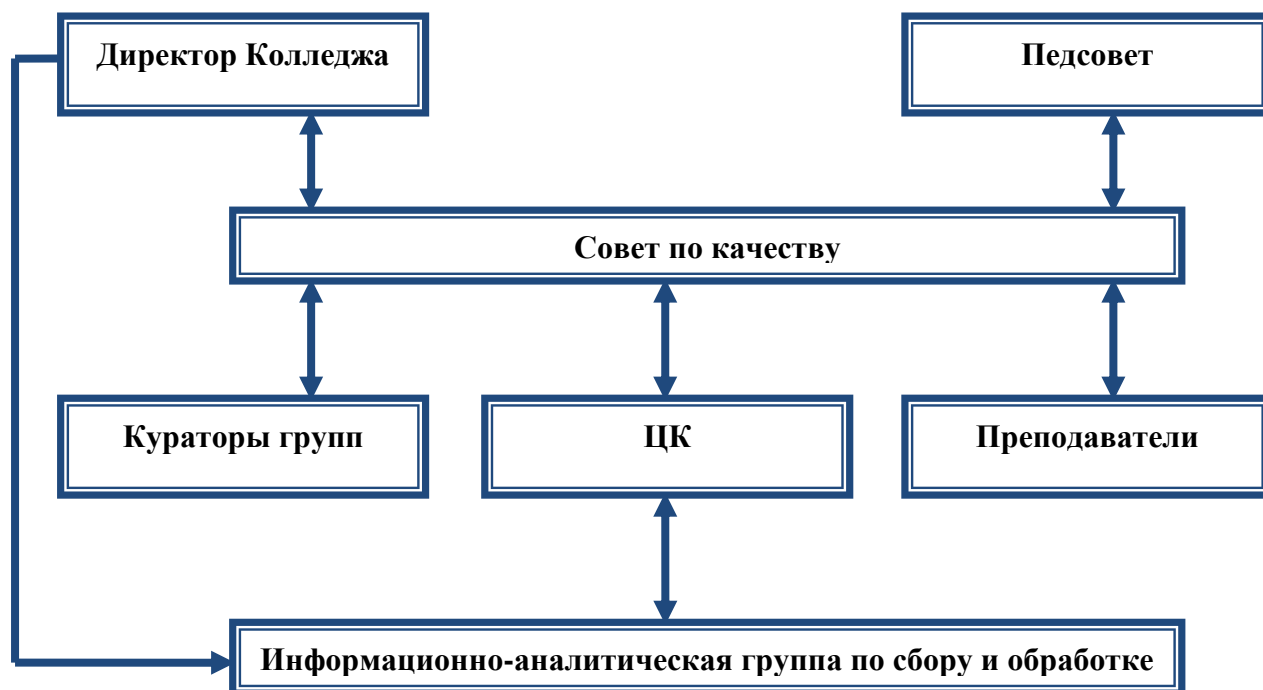 Директор Колледжа
Педсовет
Совет по качеству
Кураторы групп
ЦК
Преподаватели
Информационно-аналитическая группа по сбору и обработке